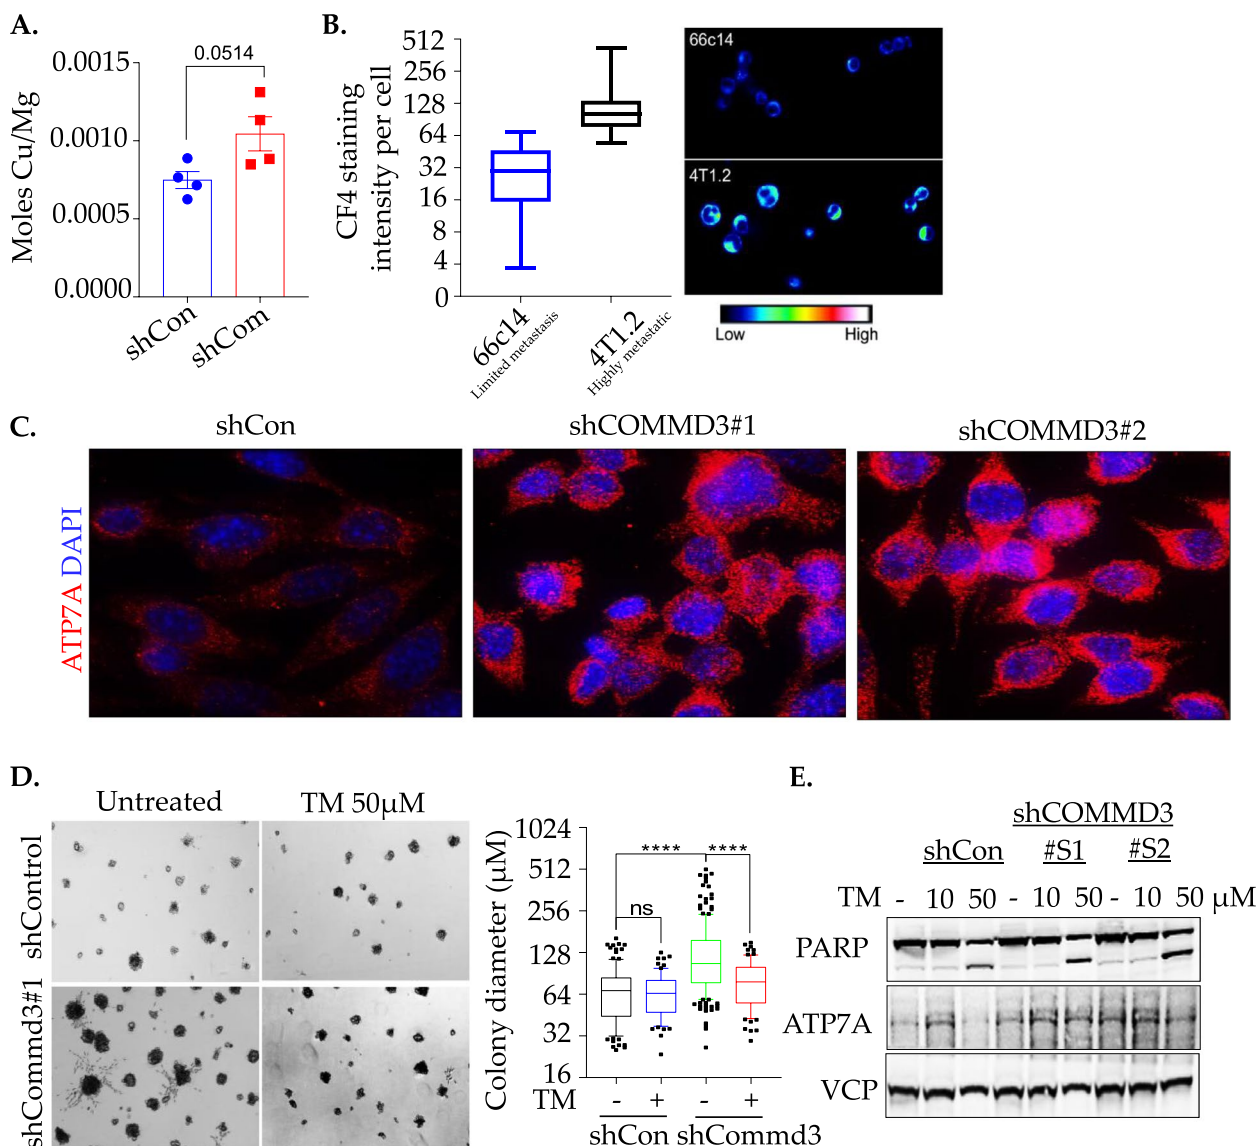 A.
0.0514
0.0015
0.0010
0.0005
0.0000
Moles Cu/Mg
shCon
shCom
B.
512
256
128
64
32
16
8
4
0
CF4 staining
intensity per cell
66c14
Limited metastasis
4T1.2
Highly metastatic
66c14
4T1.2
Low
High
C.
shCon
shCOMMD3#1
shCOMMD3#2
ATP7A DAPI
D.
Untreated
TM 50µM
shControl
shCommd3#1
Colony diameter (µM)
1024
512
256
128
64
32
16
****
****
ns
TM - + - +
shCon shCommd3
E.
shCOMMD3
shCon #S1 #S2
TM - 10 50 - 10 50 - 10 50 µM
PARP
ATP7A
VCP